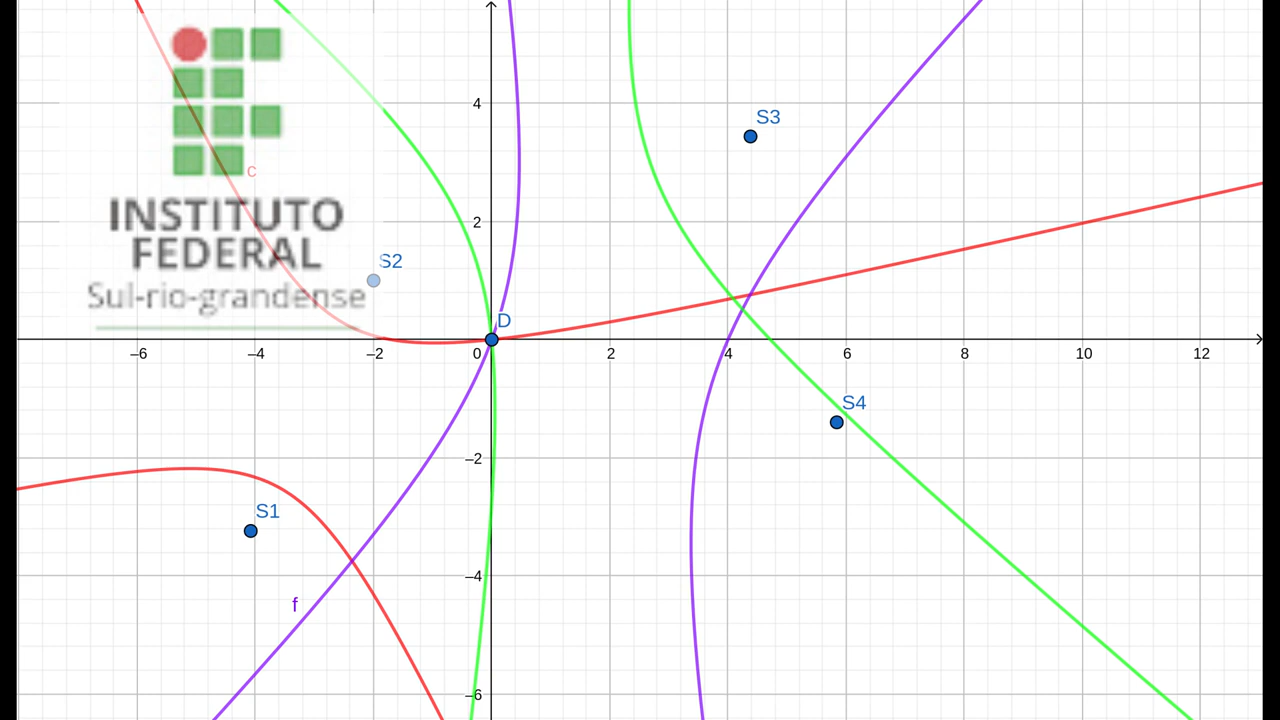 4
S3
C
INSTITUTO
2
FEDERAL
S2
Sul-rio-grandense
D
–6
–4
–2
0
2
4
6
8
10
12
S4
–2
S1
–4
f
–6